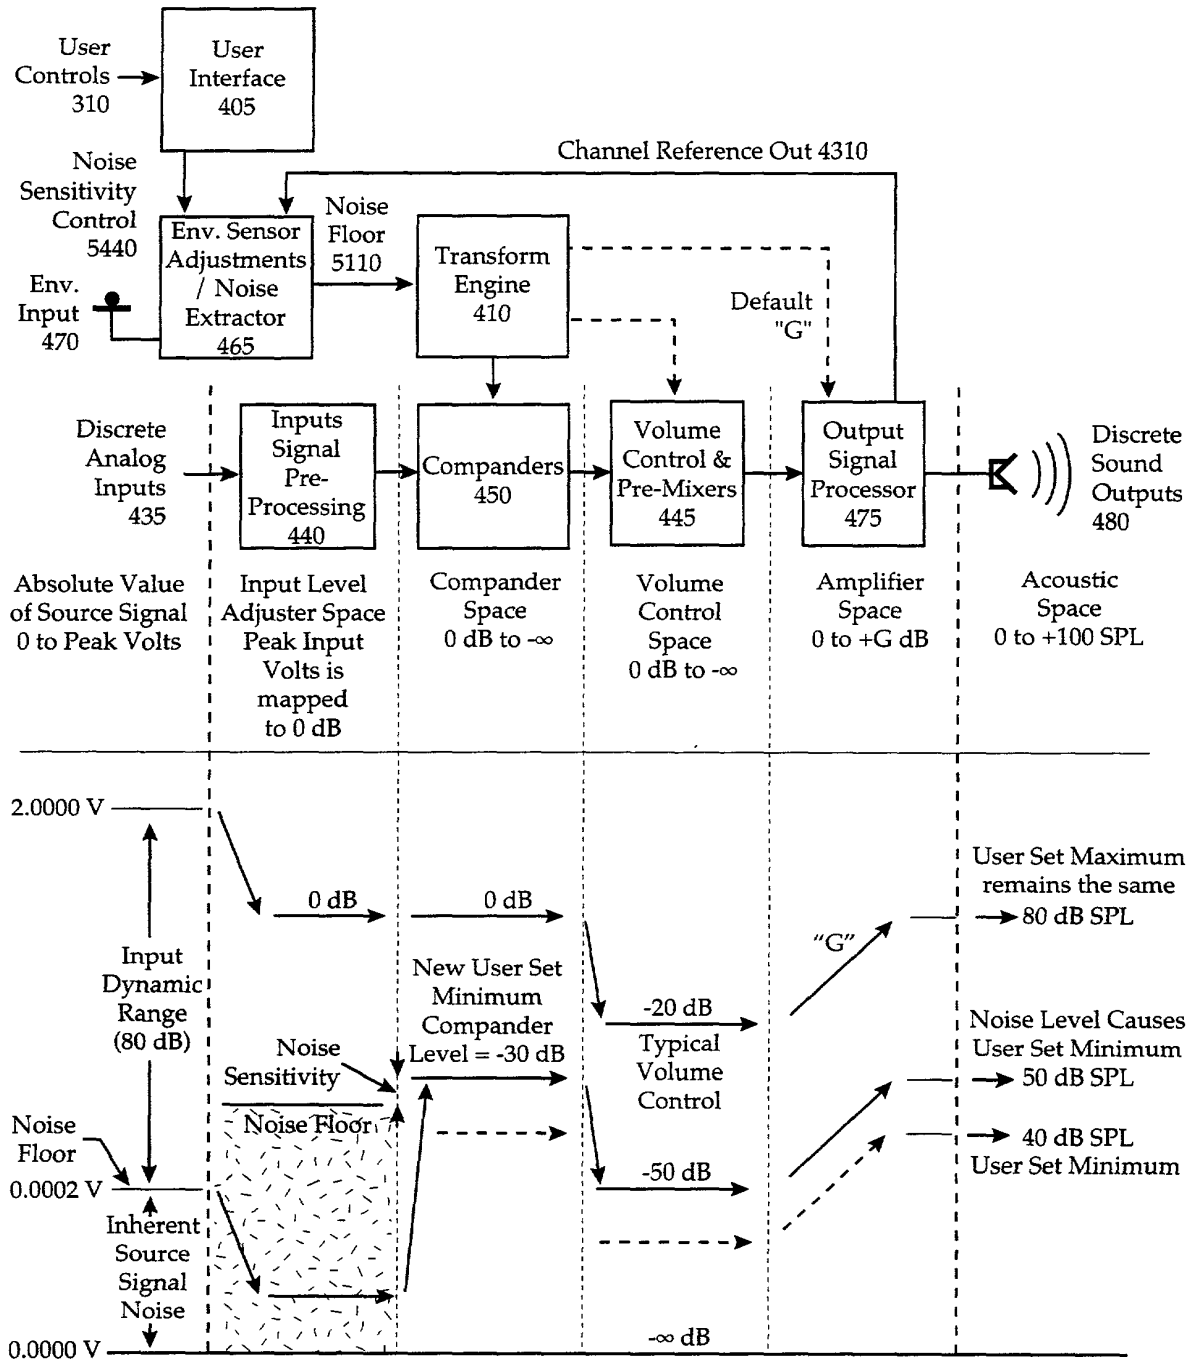 User
Controls
310
User
Interface
405
Noise
Sensitivity
Control
5440
Channel Reference Out 4310
Env. Sensor
Adjustments
/ Noise
Extractor
465
Noise
Floor
5110
Transform
Engine
410
Default
"G"
Env.
Input
470
Discrete
Analog
Inputs
435
Inputs
Signal
Pre-
Processing
440
Companders
450
Volume
Control &
Pre-Mixers
445
Output
Signal
Processor
475
Discrete
Sound
Outputs
480
Absolute Value
of Source Signal
0 to Peak Volts
Input Level
Adjuster Space
Peak Input
Volts is
mapped
to 0 dB
Compander
Space
0 dB to -∞
Volume
Control
Space
0 dB to -∞
Amplifier
Space
0 to +G dB
Acoustic
Space
0 to +100 SPL
2.0000 V
Input
Dynamic
Range
(80 dB)
Noise
Floor
0.0002 V
Inherent
Source
Signal
Noise
0.0000 V
0 dB
Noise
Sensitivity
Noise Floor
0 dB
New User Set
Minimum
Compander
Level = -30 dB
-20 dB
Typical
Volume
Control
-50 dB
-∞ dB
"G"
User Set Maximum
remains the same
80 dB SPL
Noise Level Causes
User Set Minimum
50 dB SPL
40 dB SPL
User Set Minimum